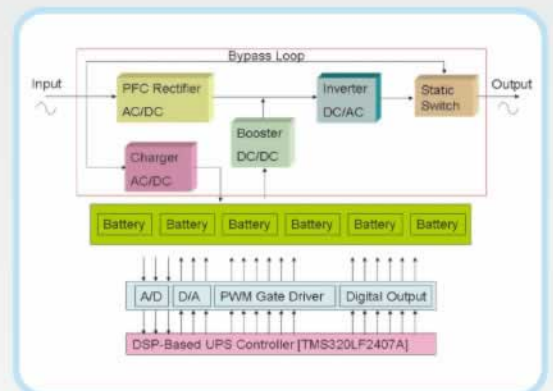 Bypass Loop
Input
PFC Rectifier
AC/DC
Inverter
DC/AC
Static
Switch
Output
Booster
DC/DC
Charger
AC/DC
Battery Battery Battery Battery Battery Battery
A/D D/A PWM Gate Driver Digital Output
DSP-Based UPS Controller [TMS320LF2407A]